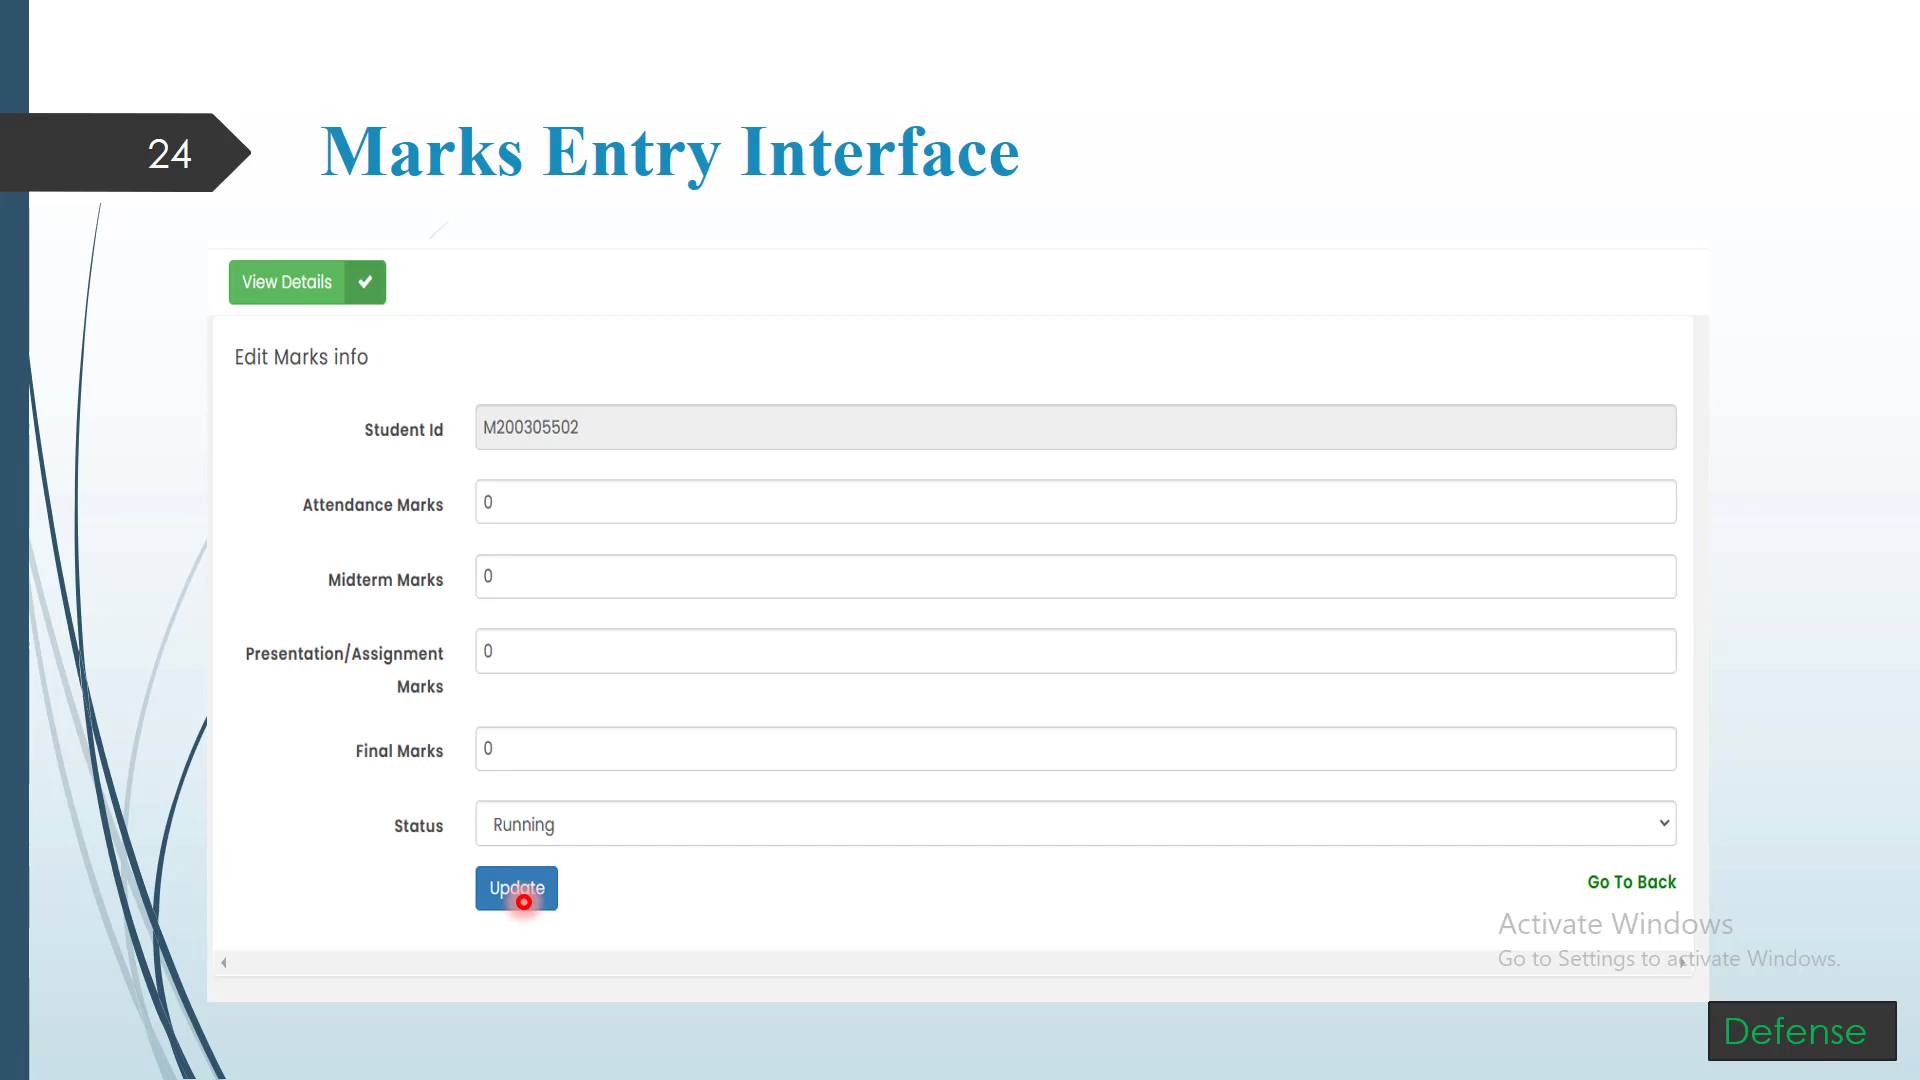 24
Marks Entry Interface
View Details
Edit Marks info
Student Id
M200305502
Attendance Marks
0
Midterm Marks
0
Presentation/Assignment
Marks
0
Final Marks
0
Status
Running
Update
Go To Back
Activate Windows
Go to Settings to activate Windows.
Defense